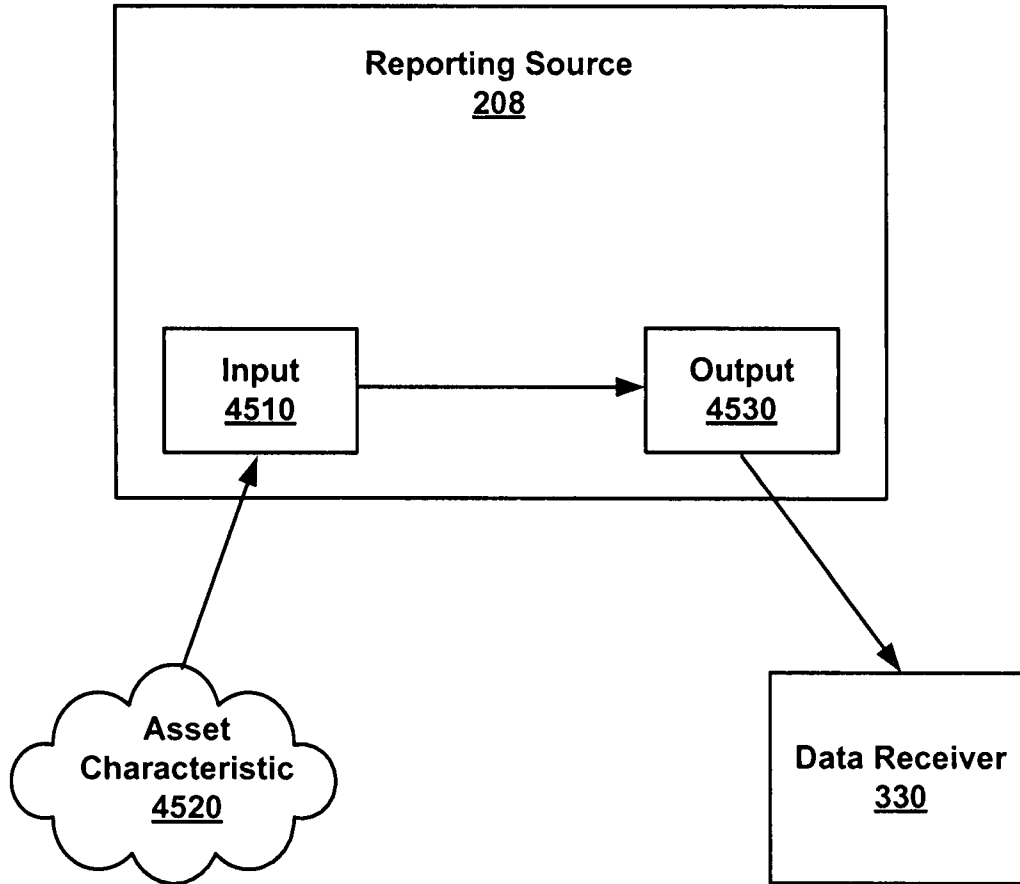 Reporting Source
208
Input
4510
Output
4530
Asset
Characteristic
4520
Data Receiver
330